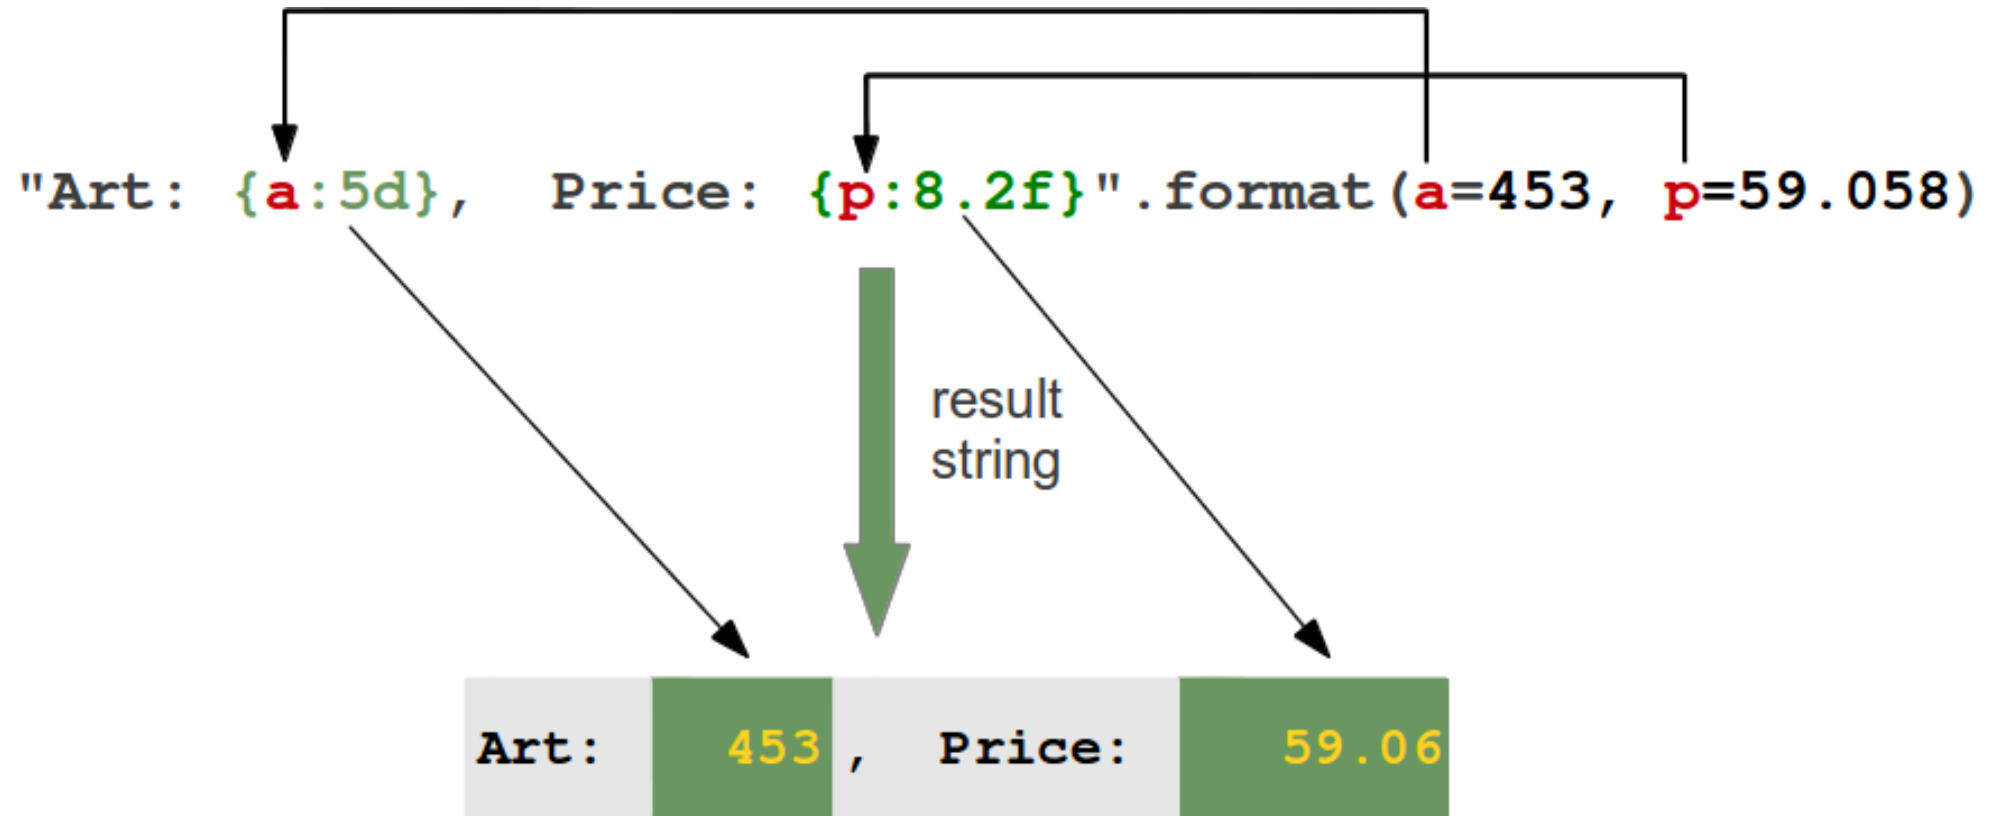 "Art: {a:5d},  Price: {p:8.2f}".format(a=453, p=59.058)
result
string
Art:   453,  Price:    59.06